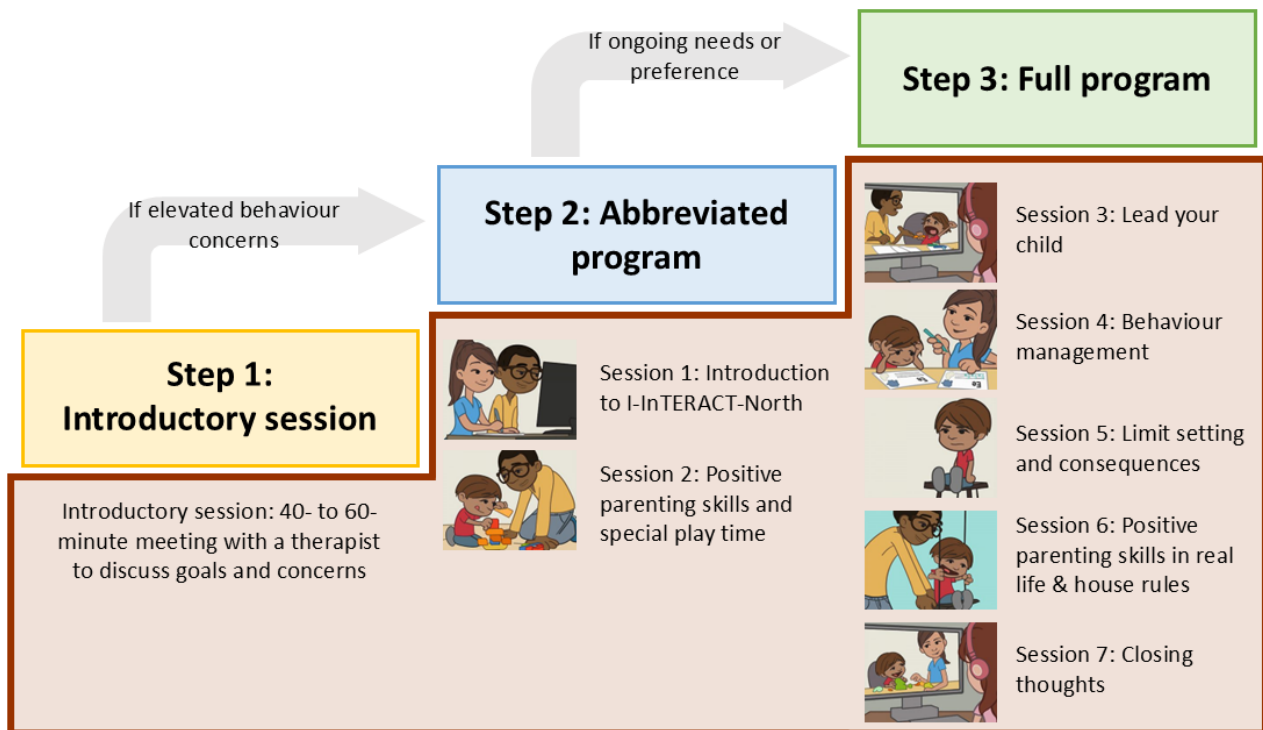 If ongoing needs or
preference
Step 3: Full program
If elevated behaviour
concerns
Step 2: Abbreviated
program
Step 1:
Introductory session
Introductory session: 40- to 60-
minute meeting with a therapist
to discuss goals and concerns
Session 1: Introduction
to I-InTERACT-North
Session 2: Positive
parenting skills and
special play time
Session 3: Lead your
child
Session 4: Behaviour
management
Session 5: Limit setting
and consequences
Session 6: Positive
parenting skills in real
life & house rules
Session 7: Closing
thoughts